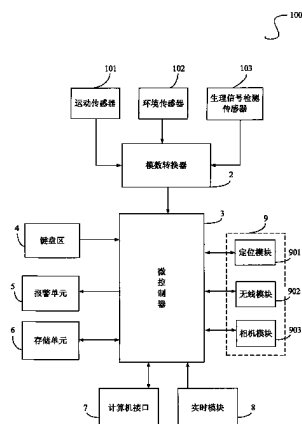 100
101
102
103
运动传感器
环境传感器
生理信号检测
传感器
模数转换器
2
3
4
键盘区
5
报警单元
6
存储单元
微控制器
9
定位模块
901
无线模块
902
相机模块
903
7
计算机接口
实时模块
8